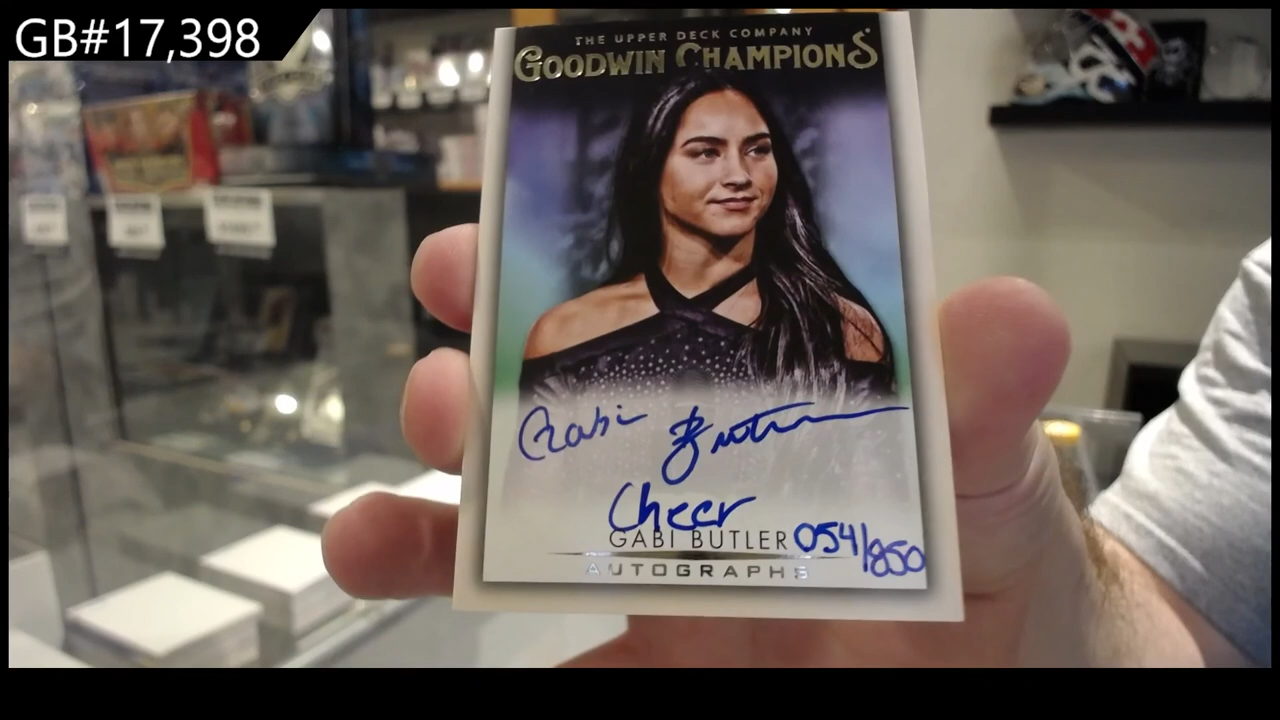 GB#17,398
THE UPPER DECK COMPANY
GOODWIN CHAMPIONS
Gabi Butler
Cheer
GABI BUTLER 054/850
AUTOGRAPHS